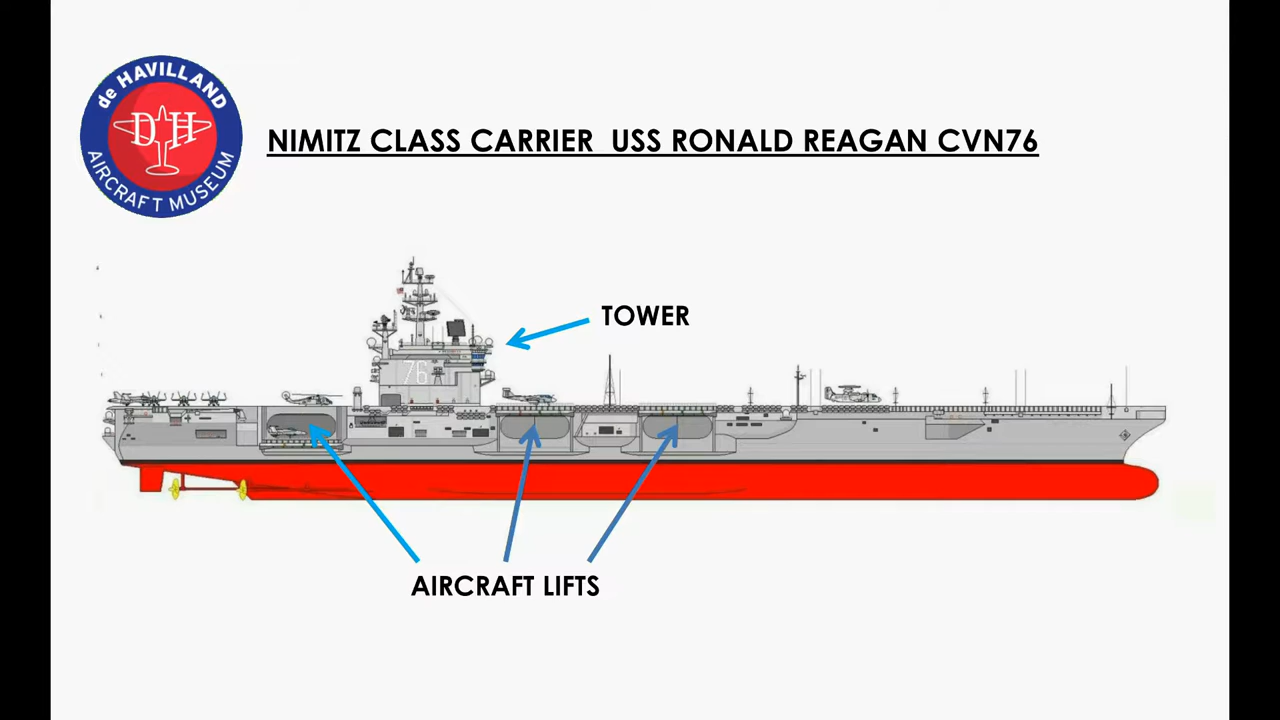 de HAVILLAND
DH
AIRCRAFT MUSEUM
NIMITZ CLASS CARRIER USS RONALD REAGAN CVN76
TOWER
76
AIRCRAFT LIFTS